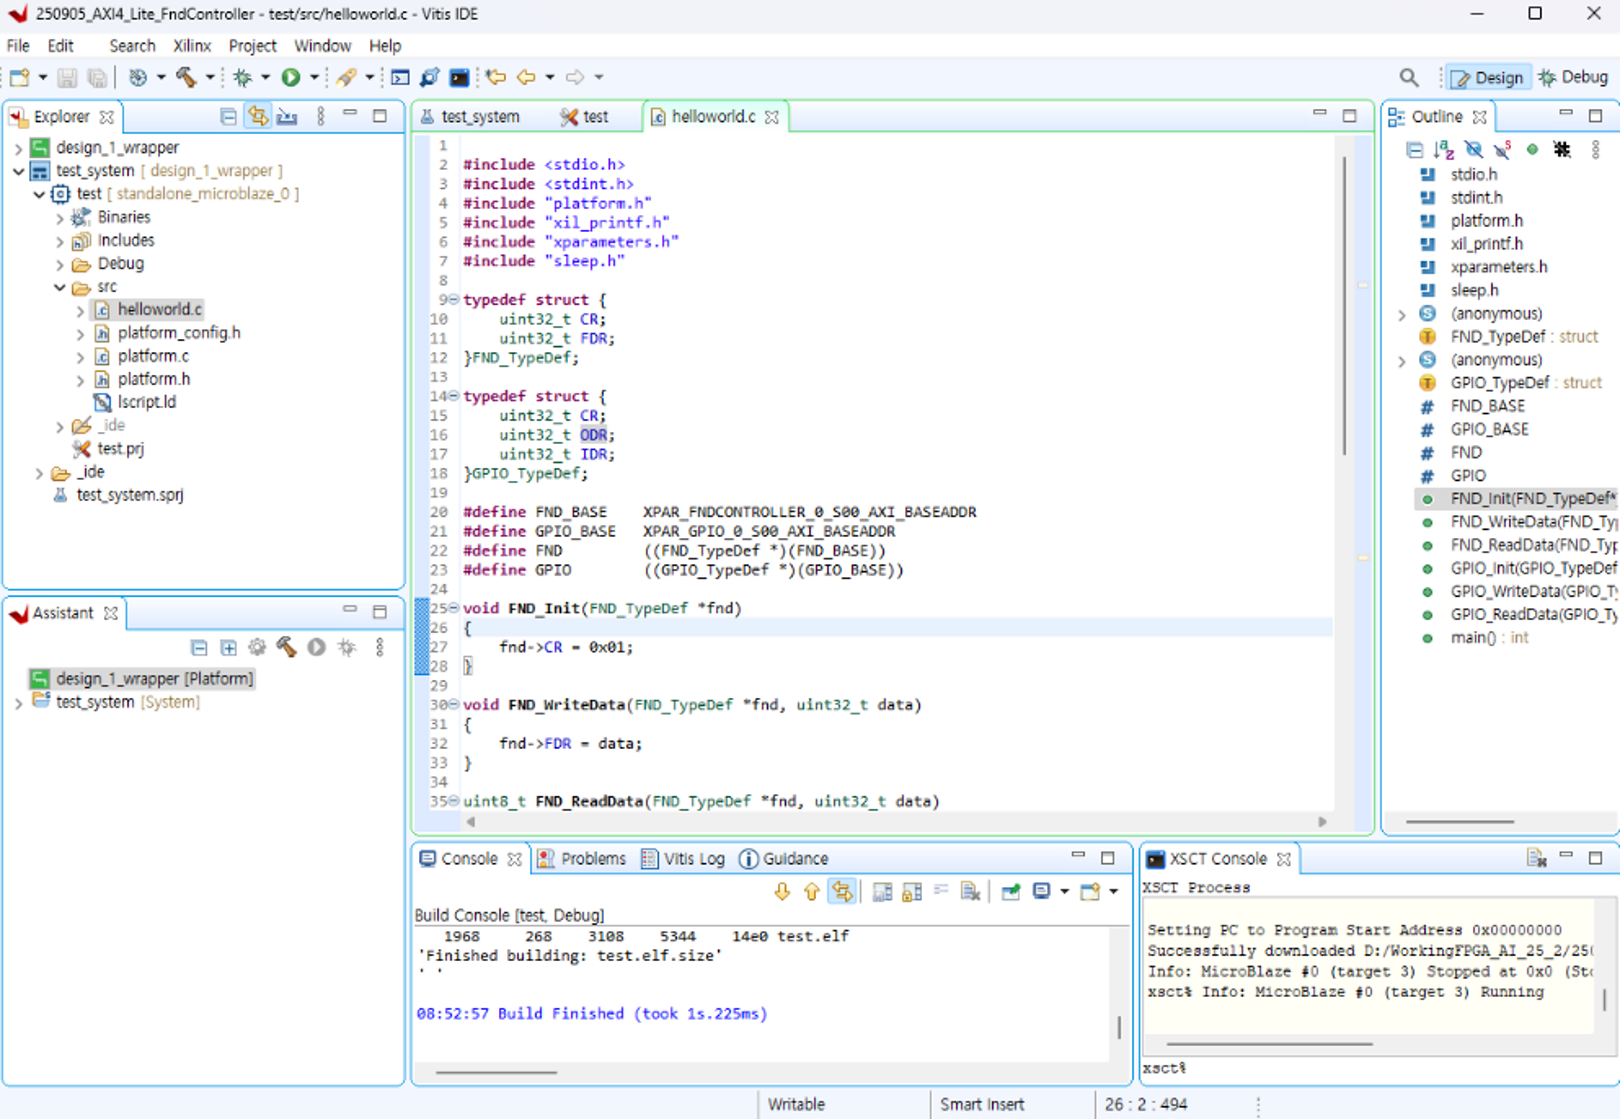 250905_AXI4_Lite_FndController - test/src/helloworld.c - Vitis IDE
File Edit Search Xilinx Project Window Help
Design Debug
Explorer
design_1_wrapper
test_system [ design_1_wrapper ]
test [ standalone_microblaze_0 ]
Binaries
Includes
Debug
src
helloworld.c
platform_config.h
platform.c
platform.h
lscript.ld
_ide
test.prj
_ide
test_system.sprj
Assistant
design_1_wrapper [Platform]
test_system [System]
test_system test helloworld.c
1
2 #include <stdio.h>
3 #include <stdint.h>
4 #include "platform.h"
5 #include "xil_printf.h"
6 #include "xparameters.h"
7 #include "sleep.h"
8
9 typedef struct {
10 uint32_t CR;
11 uint32_t FDR;
12 }FND_TypeDef;
13
14 typedef struct {
15 uint32_t CR;
16 uint32_t ODR;
17 uint32_t IDR;
18 }GPIO_TypeDef;
19
20 #define FND_BASE XPAR_FNDCONTROLLER_0_S00_AXI_BASEADDR
21 #define GPIO_BASE XPAR_GPIO_0_S00_AXI_BASEADDR
22 #define FND ((FND_TypeDef *)(FND_BASE))
23 #define GPIO ((GPIO_TypeDef *)(GPIO_BASE))
24
25 void FND_Init(FND_TypeDef *fnd)
26 {
27 fnd->CR = 0x01;
28 }
29
30 void FND_WriteData(FND_TypeDef *fnd, uint32_t data)
31 {
32 fnd->FDR = data;
33 }
34
35 uint8_t FND_ReadData(FND_TypeDef *fnd, uint32_t data)
Outline
stdio.h
stdint.h
platform.h
xil_printf.h
xparameters.h
sleep.h
(anonymous)
FND_TypeDef : struct
(anonymous)
GPIO_TypeDef : struct
FND_BASE
GPIO_BASE
FND
GPIO
FND_Init(FND_TypeDef*
FND_WriteData(FND_Ty
FND_ReadData(FND_Typ
GPIO_Init(GPIO_TypeDef
GPIO_WriteData(GPIO_T
GPIO_ReadData(GPIO_Ty
main() : int
Console Problems Vitis Log Guidance
Build Console [test, Debug]
1968 268 3108 5344 14e0 test.elf
'Finished building: test.elf.size'
' '
08:52:57 Build Finished (took 1s.225ms)
XSCT Console
XSCT Process
Setting PC to Program Start Address 0x00000000
Successfully downloaded D:/WorkingFPGA_AI_25_2/250
Info: MicroBlaze #0 (target 3) Stopped at 0x0 (Sto
xsct% Info: MicroBlaze #0 (target 3) Running
xsct%
Writable Smart Insert 26 : 2 : 494